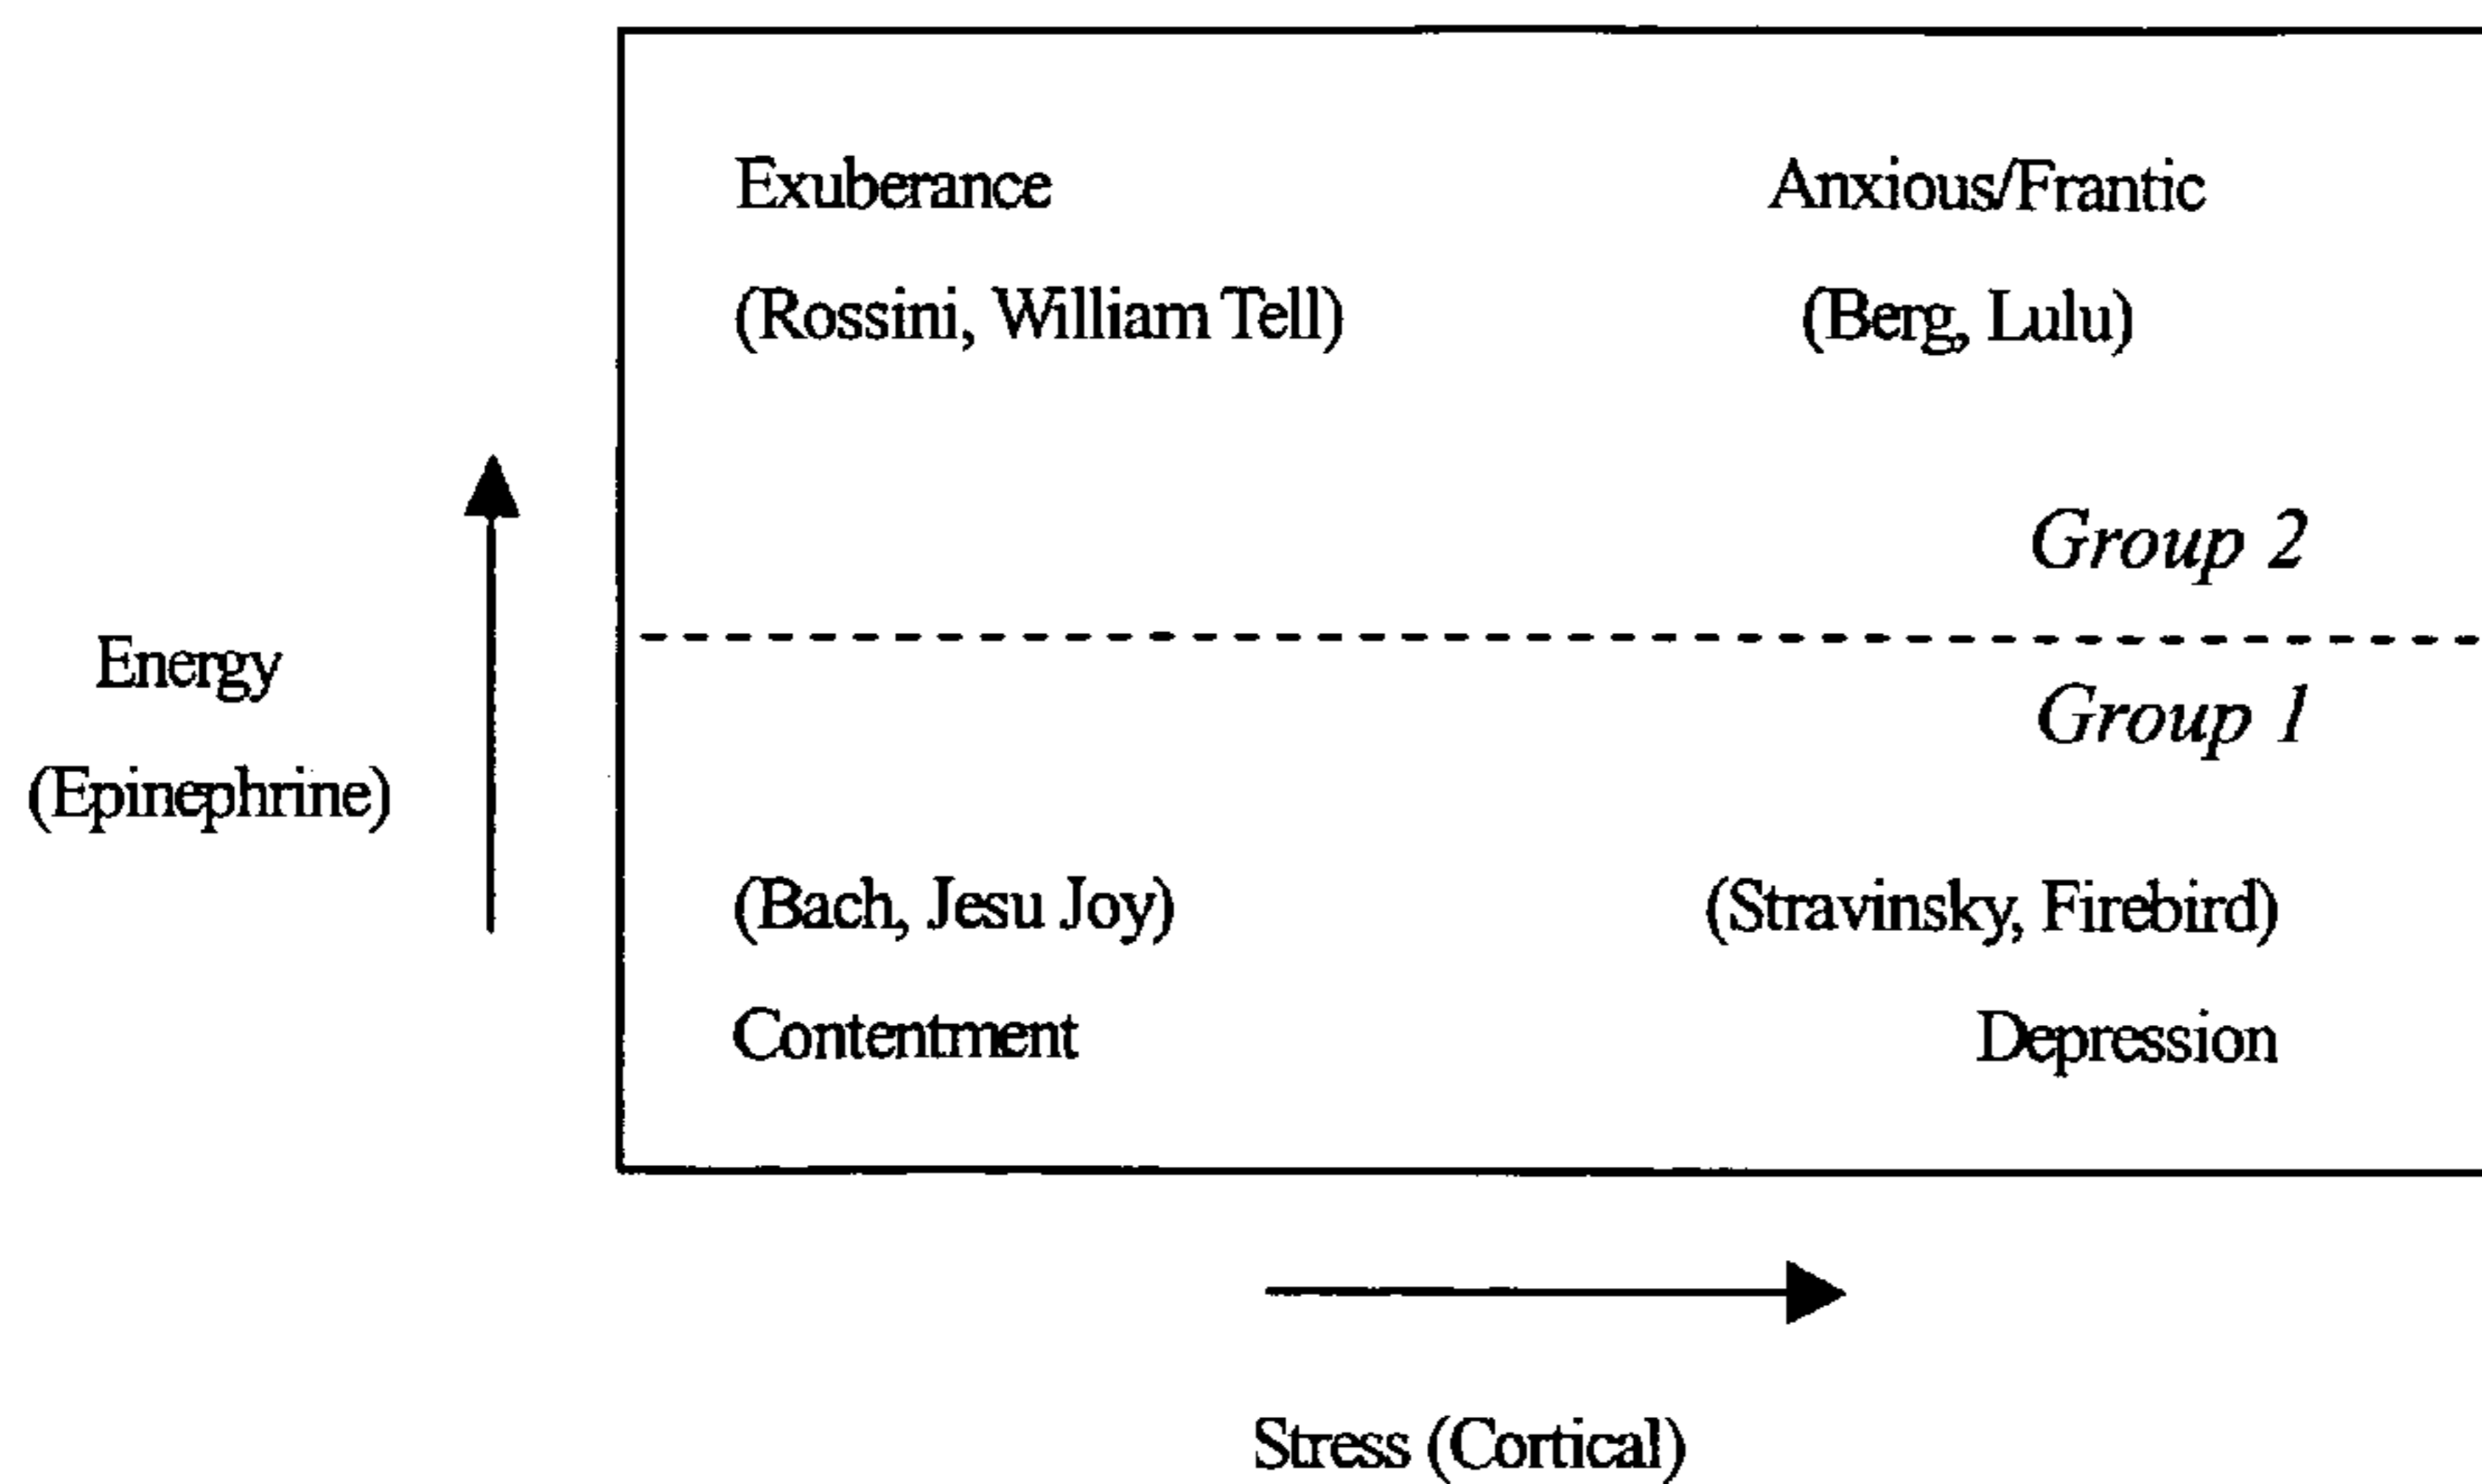 Exuberance
Anxious/Frantic
(Rossini, William Tell)
(Berg, Lulu)
Group 2
Energy
Group 1
(Epinephrine)
(Bach, Jesu Joy)
(Stravinsky, Firebird)
Contentment
Depression
Stress (Cortical)